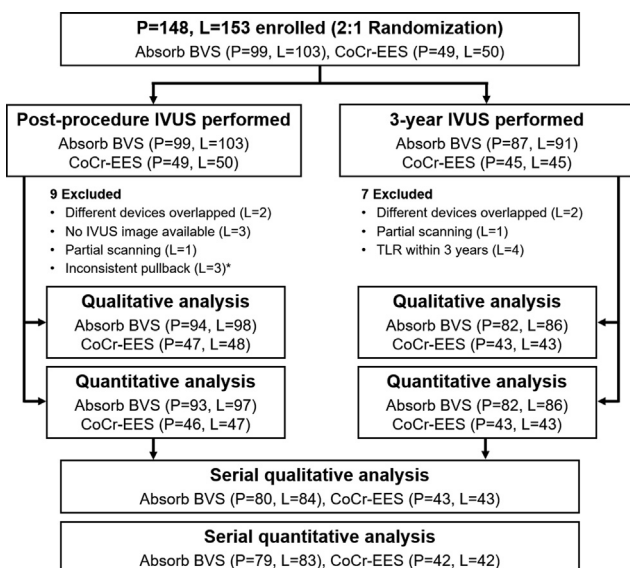 P=148, L=153 enrolled (2:1 Randomization)
Absorb BVS (P=99, L=103), CoCr-EES (P=49, L=50)
Post-procedure IVUS performed
Absorb BVS (P=99, L=103)
CoCr-EES (P=49, L=50)
3-year IVUS performed
Absorb BVS (P=87, L=91)
CoCr-EES (P=45, L=45)
9 Excluded
• Different devices overlapped (L=2)
• No IVUS image available (L=3)
• Partial scanning (L=1)
• Inconsistent pullback (L=3)*
7 Excluded
• Different devices overlapped (L=2)
• Partial scanning (L=1)
• TLR within 3 years (L=4)
Qualitative analysis
Absorb BVS (P=94, L=98)
CoCr-EES (P=47, L=48)
Qualitative analysis
Absorb BVS (P=82, L=86)
CoCr-EES (P=43, L=43)
Quantitative analysis
Absorb BVS (P=93, L=97)
CoCr-EES (P=46, L=47)
Quantitative analysis
Absorb BVS (P=82, L=86)
CoCr-EES (P=43, L=43)
Serial qualitative analysis
Absorb BVS (P=80, L=84), CoCr-EES (P=43, L=43)
Serial quantitative analysis
Absorb BVS (P=79, L=83), CoCr-EES (P=42, L=42)